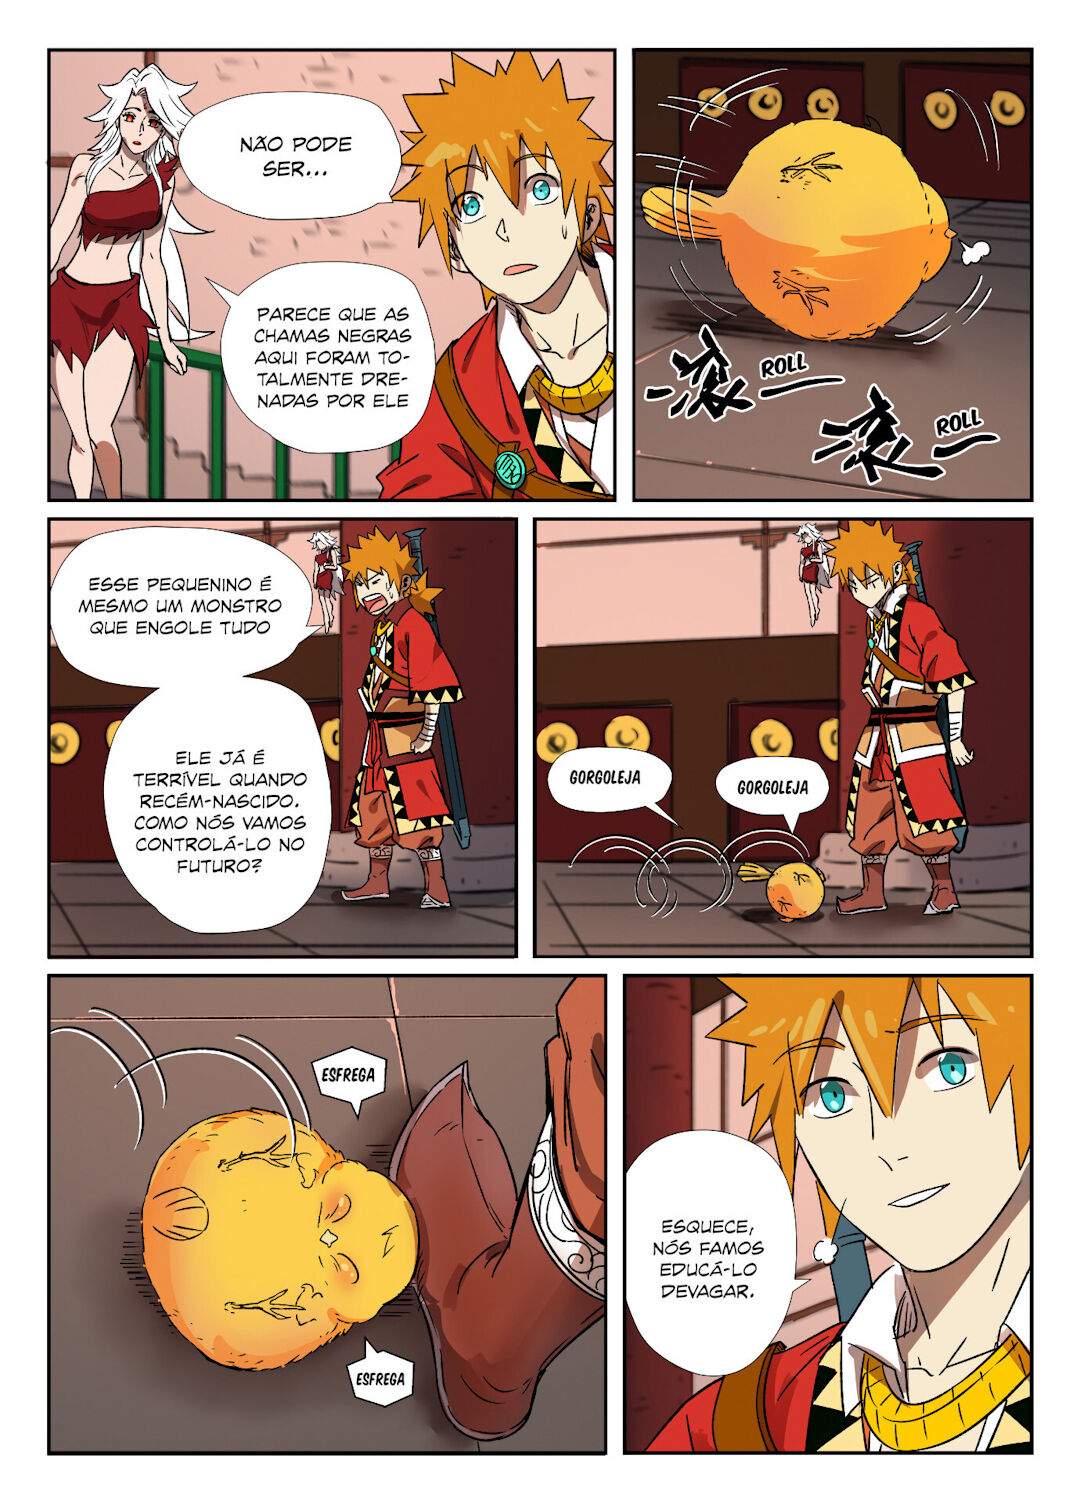 NÃO PODE
SER...
PARECE QUE AS
CHAMAS NEGRAS
AQUI FORAM TO-
TALMENTE DRE-
NADAS POR ELE
滚 ROLL
滚 ROLL
ESSE PEQUENINO É
MESMO UM MONSTRO
QUE ENGOLE TUDO
ELE JÁ É
TERRÍVEL QUANDO
RECÉM-NASCIDO.
COMO NÓS VAMOS
CONTROLÁ-LO NO
FUTURO?
GORGOLEJA
GORGOLEJA
ESFREGA
ESFREGA
ESQUECE,
NÓS FAMOS
EDUCÁ-LO
DEVAGAR.